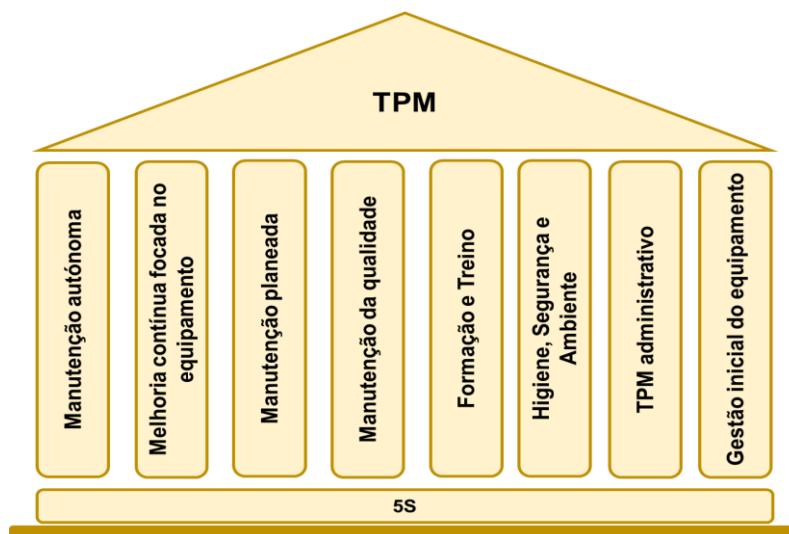 TPM
Manutenção autónoma
Melhoria contínua focada no
equipamento
Manutenção planeada
Manutenção da qualidade
Formação e Treino
Higiene, Segurança e
Ambiente
TPM administrativo
Gestão inicial do equipamento
5S